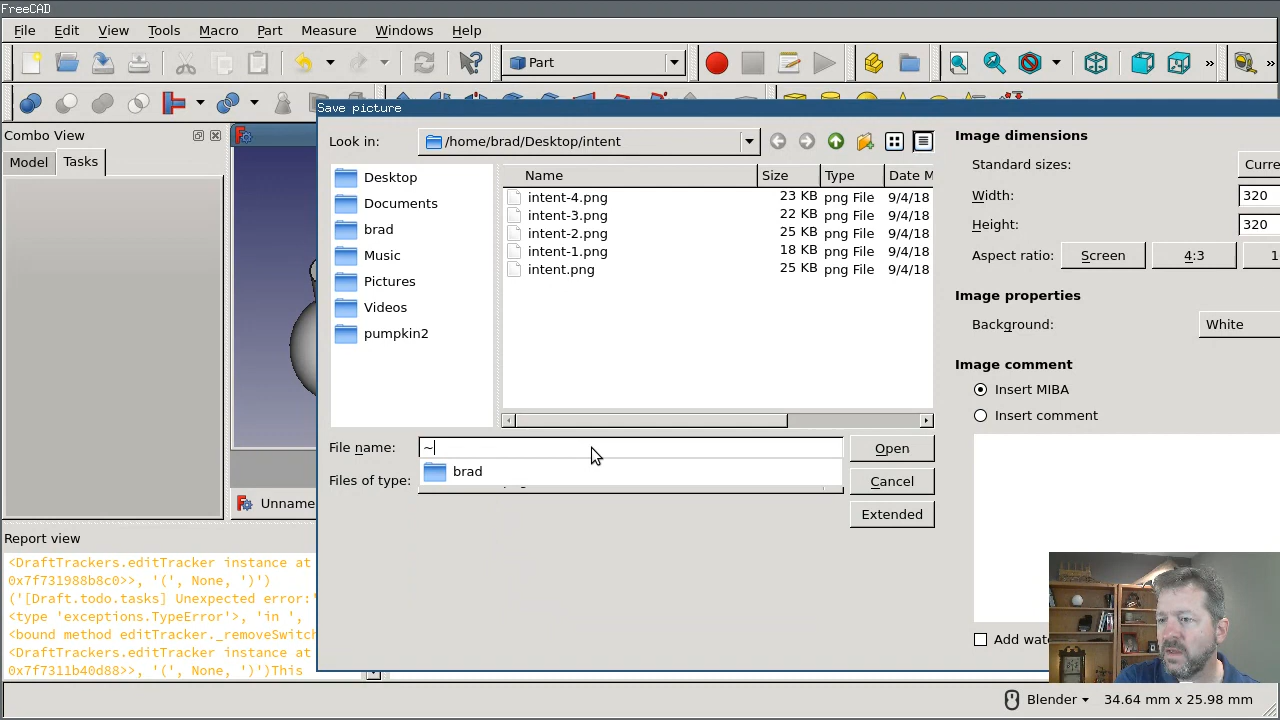 FreeCAD
File Edit View Tools Macro Part Measure Windows Help
Part
»
»
Combo View
Model Tasks
Save picture
Look in: /home/brad/Desktop/intent
Desktop
Documents
brad
Music
Pictures
Videos
pumpkin2
Name Size Type Date M
intent-4.png 23 KB png File 9/4/18
intent-3.png 22 KB png File 9/4/18
intent-2.png 25 KB png File 9/4/18
intent-1.png 18 KB png File 9/4/18
intent.png 25 KB png File 9/4/18
File name: ~
brad
Files of type:
Open
Cancel
Extended
Image dimensions
Standard sizes: Curre
Width: 320
Height: 320
Aspect ratio: Screen 4:3 1
Image properties
Background: White
Image comment
Insert MIBA
Insert comment
Add wat
Unname
Report view
<DraftTrackers.editTracker instance at
0x7f731988b8c0>>, '(', None, ')')
('[Draft.todo.tasks] Unexpected error:'
<type 'exceptions.TypeError'>, 'in ',
<bound method editTracker._removeSwitch
<DraftTrackers.editTracker instance at
0x7f7311b40d88>>, '(', None, ')')This
Blender 34.64 mm x 25.98 mm